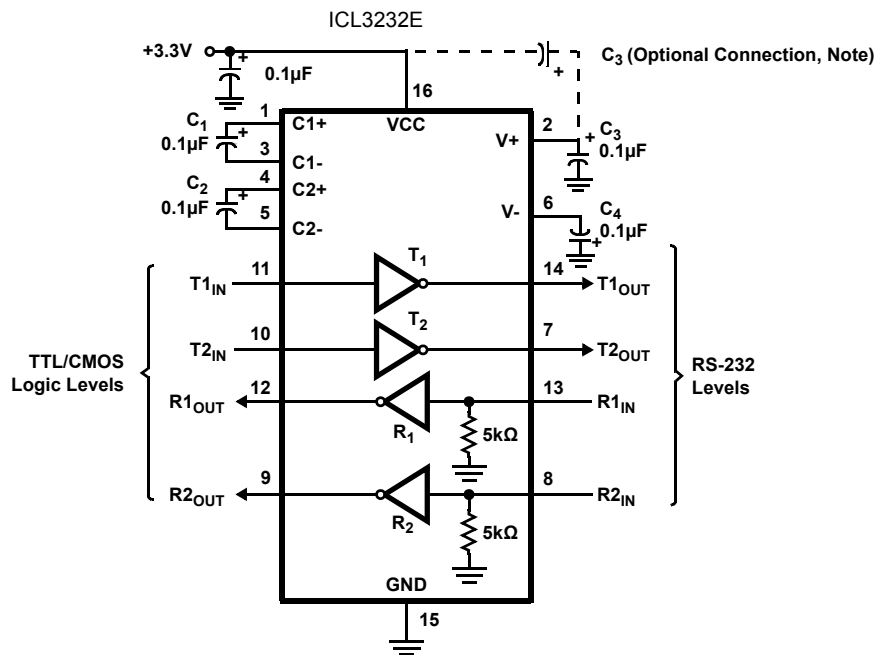 ICL3232E
+3.3V
+
0.1µF
+
C3 (Optional Connection, Note)
16
VCC
1
C1+
C1
0.1µF
+
3
C1-
4
C2+
C2
0.1µF
+
5
C2-
2
V+
+
C3
0.1µF
6
V-
C4
0.1µF
+
TTL/CMOS
Logic Levels
T1IN
11
T1
14
T1OUT
T2IN
10
T2
7
T2OUT
R1OUT
12
R1
13
R1IN
5kΩ
R2OUT
9
R2
8
R2IN
5kΩ
RS-232
Levels
GND
15